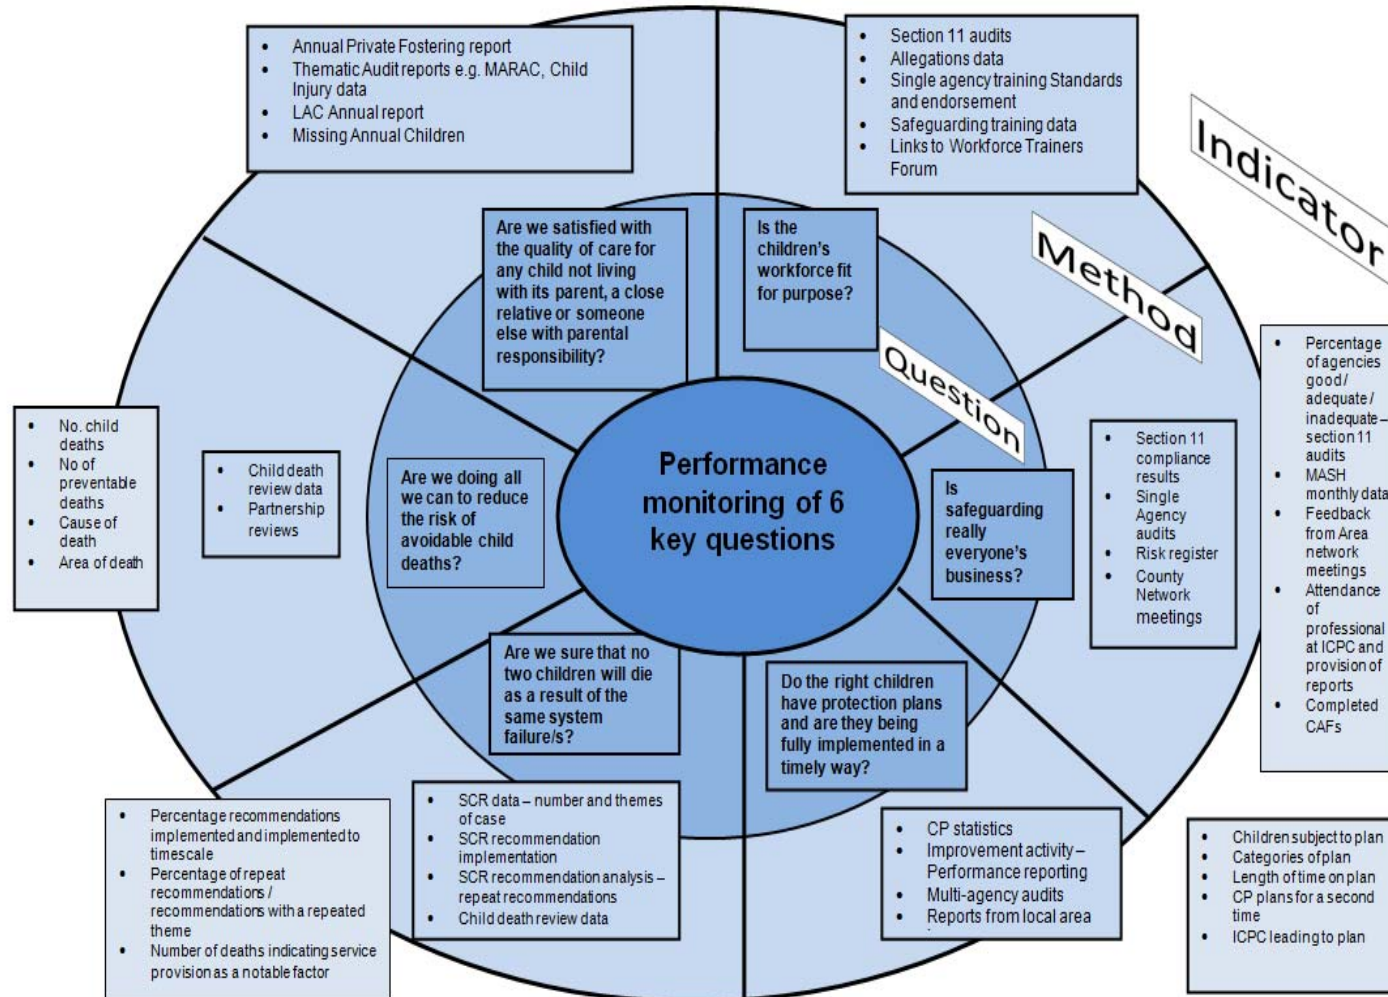 • Annual Private Fostering report
• Thematic Audit reports e.g. MARAC, Child
Injury data
• LAC Annual report
• Missing Annual Children
• Section 11 audits
• Allegations data
• Single agency training Standards
and endorsement
• Safeguarding training data
• Links to Workforce Trainers
Forum
Indicator
Method
Question
Are we satisfied with
the quality of care for
any child not living
with its parent, a close
relative or someone
else with parental
responsibility?
Is the
children's
workforce fit
for purpose?
• No. child
deaths
• No of
preventable
deaths
• Cause of
death
• Area of death
• Child death
review data
• Partnership
reviews
Are we doing all
we can to reduce
the risk of
avoidable child
deaths?
Performance
monitoring of 6
key questions
Is
safeguarding
really
everyone's
business?
• Section 11
compliance
results
• Single
Agency
audits
• Risk register
• County
Network
meetings
• Percentage
of agencies
good /
adequate /
inadequate –
section 11
audits
• MASH
monthly data
• Feedback
from Area
network
meetings
• Attendance
of
professional
at ICPC and
provision of
reports
• Completed
CAFs
Are we sure that no
two children will die
as a result of the
same system
failure/s?
Do the right children
have protection plans
and are they being
fully implemented in a
timely way?
• Percentage recommendations
implemented and implemented to
timescale
• Percentage of repeat
recommendations /
recommendations with a repeated
theme
• Number of deaths indicating service
provision as a notable factor
• SCR data – number and themes
of case
• SCR recommendation
implementation
• SCR recommendation analysis –
repeat recommendations
• Child death review data
• CP statistics
• Improvement activity –
Performance reporting
• Multi-agency audits
• Reports from local area
• Children subject to plan
• Categories of plan
• Length of time on plan
• CP plans for a second
time
• ICPC leading to plan